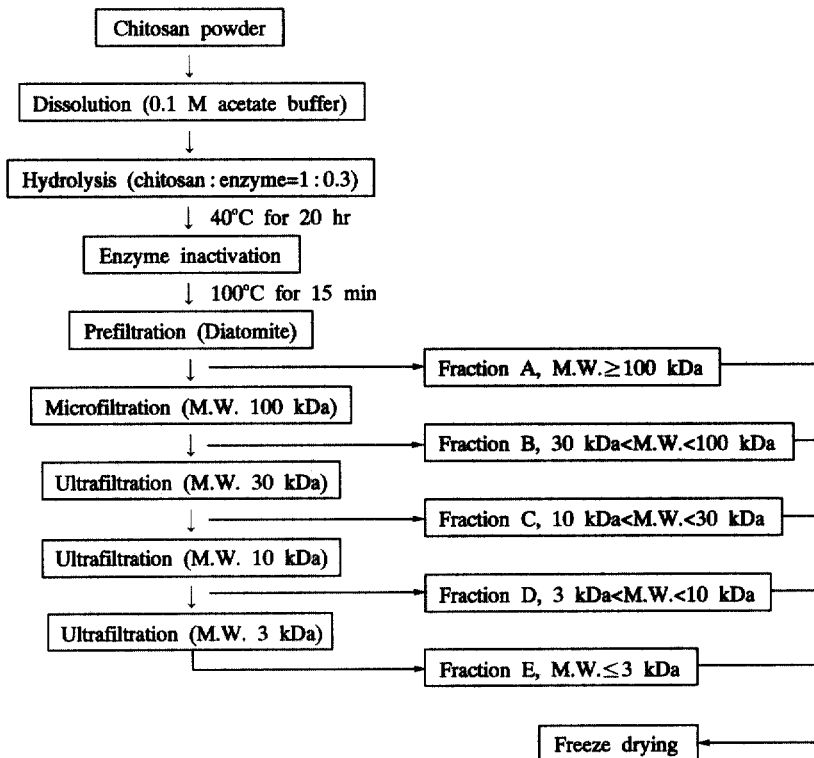 Chitosan powder
↓
Dissolution (0.1 M acetate buffer)
↓
Hydrolysis (chitosan : enzyme=1 : 0.3)
↓ 40°C for 20 hr
Enzyme inactivation
↓ 100°C for 15 min
Prefiltration (Diatomite)
↓
Fraction A, M.W.≥100 kDa
Microfiltration (M.W. 100 kDa)
↓
Fraction B, 30 kDa<M.W.<100 kDa
Ultrafiltration (M.W. 30 kDa)
↓
Fraction C, 10 kDa<M.W.<30 kDa
Ultrafiltration (M.W. 10 kDa)
↓
Fraction D, 3 kDa<M.W.<10 kDa
Ultrafiltration (M.W. 3 kDa)
Fraction E, M.W.≤3 kDa
Freeze drying